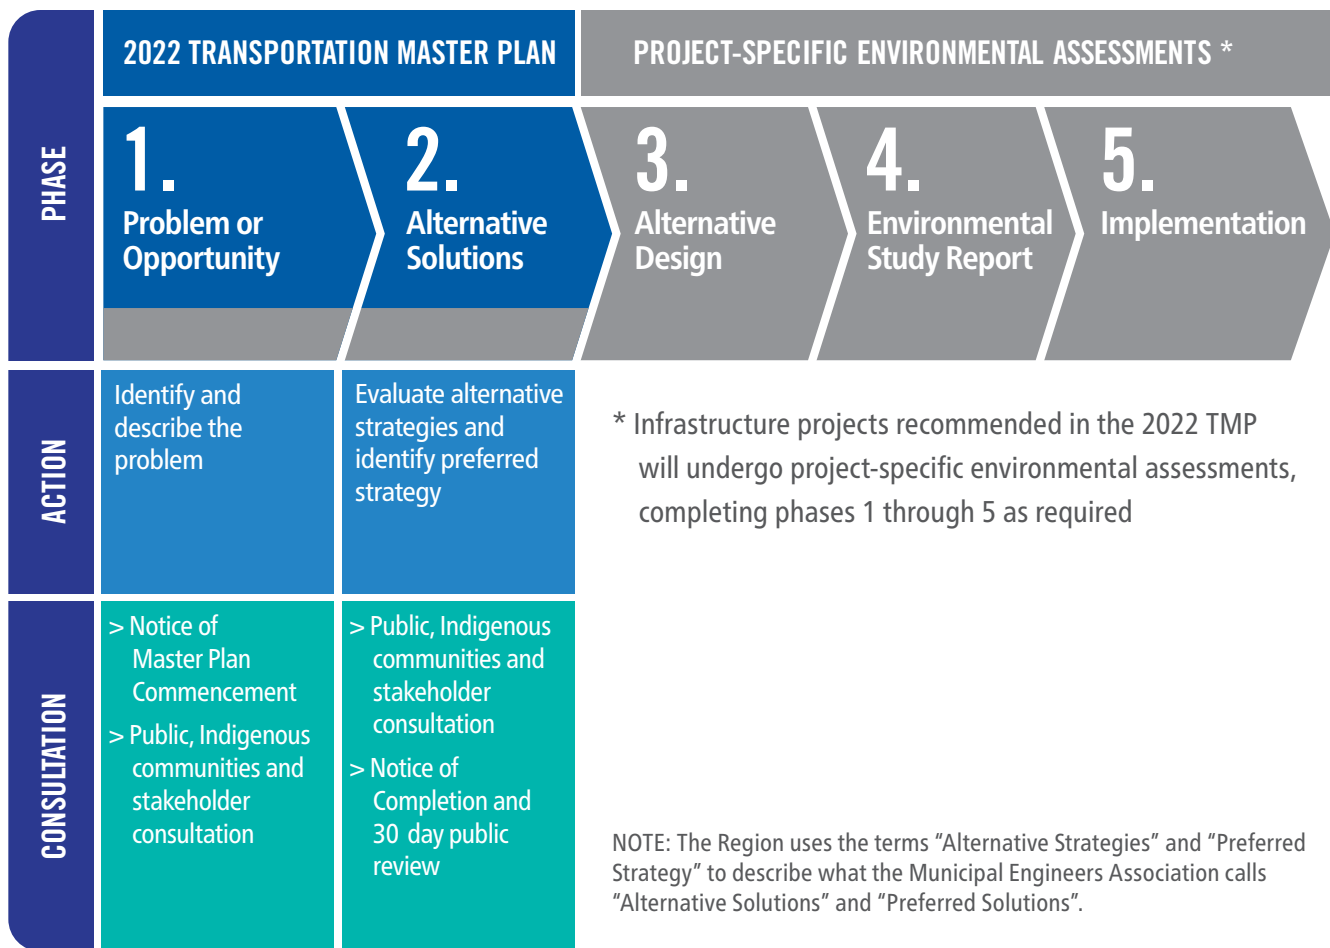 2022 TRANSPORTATION MASTER PLAN
PROJECT-SPECIFIC ENVIRONMENTAL ASSESSMENTS *
PHASE
1.
Problem or
Opportunity
2.
Alternative
Solutions
3.
Alternative
Design
4.
Environmental
Study Report
5.
Implementation
ACTION
Identify and
describe the
problem
Evaluate alternative
strategies and
identify preferred
strategy
* Infrastructure projects recommended in the 2022 TMP
will undergo project-specific environmental assessments,
completing phases 1 through 5 as required
CONSULTATION
> Notice of
Master Plan
Commencement
> Public, Indigenous
communities and
stakeholder
consultation
> Public, Indigenous
communities and
stakeholder
consultation
> Notice of
Completion and
30 day public
review
NOTE: The Region uses the terms “Alternative Strategies” and “Preferred
Strategy” to describe what the Municipal Engineers Association calls
“Alternative Solutions” and “Preferred Solutions”.